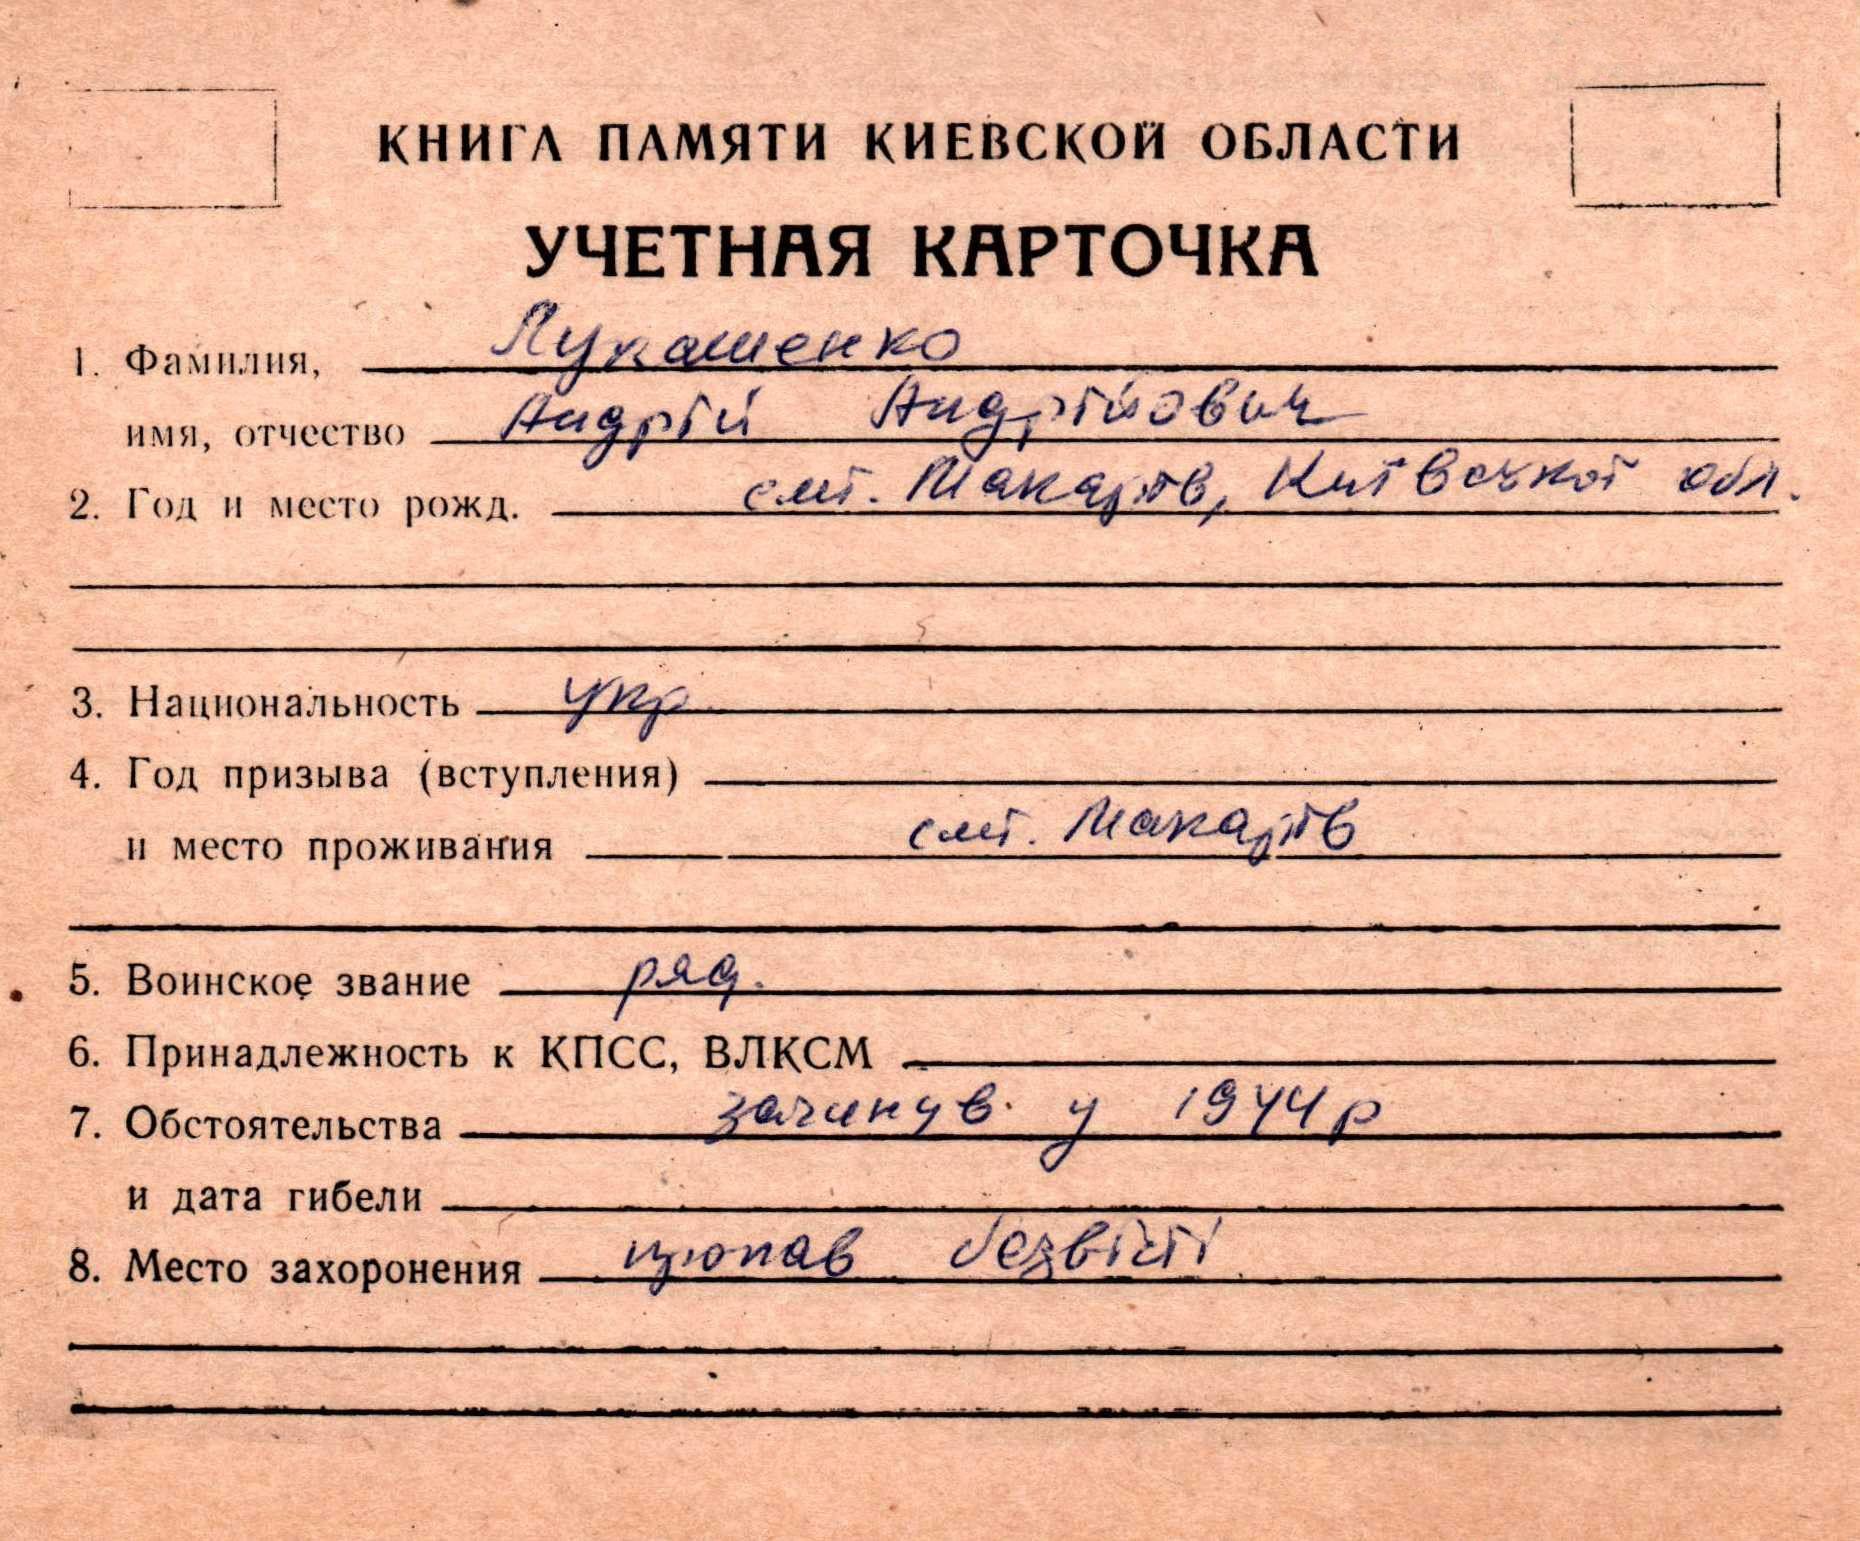 КНИГА ПАМЯТИ КИЕВСКОЙ ОБЛАСТИ
УЧЕТНАЯ КАРТОЧКА
1. Фамилия, Лукашенко
имя, отчество Андрій Андрійович
2. Год и место рожд. смт. Макарів, Київської обл.
3. Национальность укр.
4. Год призыва (вступления)
и место проживания смт. Макарів
5. Воинское звание ряд.
6. Принадлежность к КПСС, ВЛКСМ
7. Обстоятельства загинув у 1944 р
и дата гибели
8. Место захоронения пропав безвісті